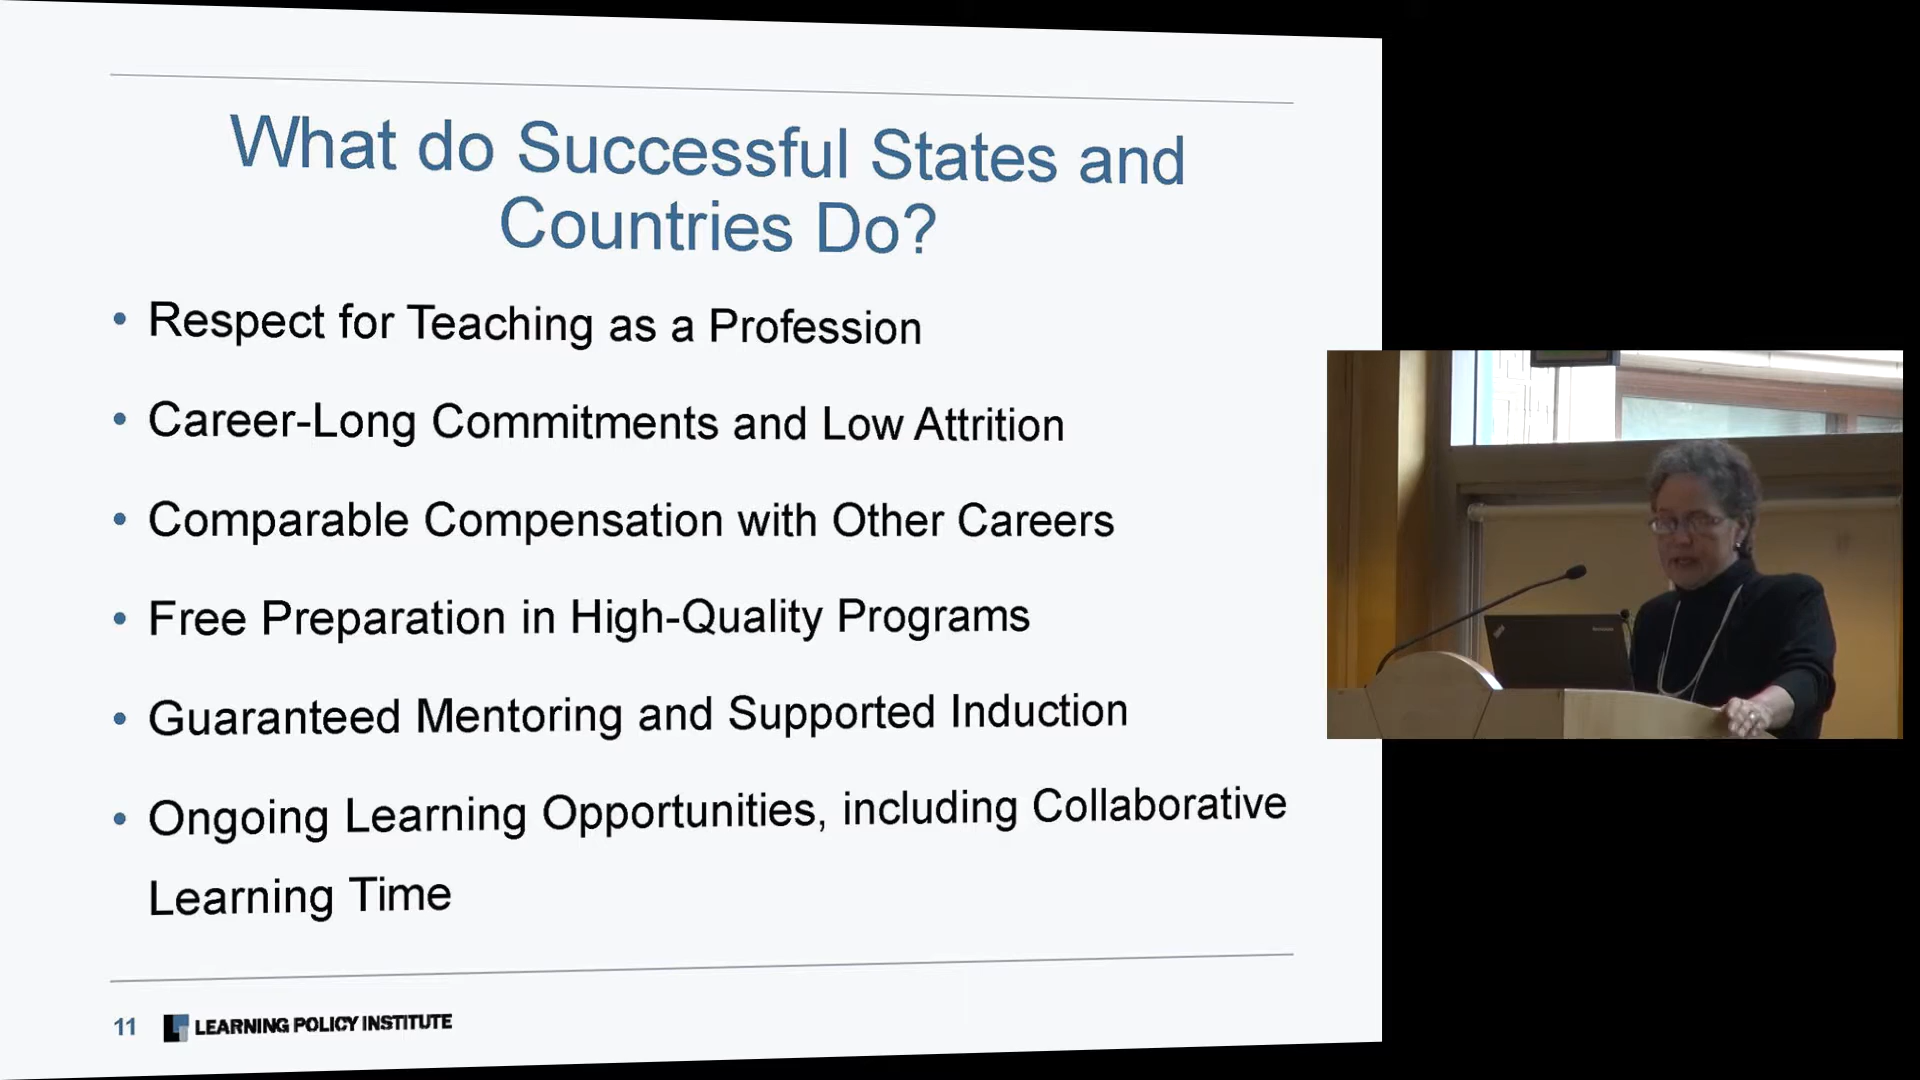 What do Successful States and
Countries Do?
• Respect for Teaching as a Profession
• Career-Long Commitments and Low Attrition
• Comparable Compensation with Other Careers
• Free Preparation in High-Quality Programs
• Guaranteed Mentoring and Supported Induction
• Ongoing Learning Opportunities, including Collaborative
Learning Time
11 LEARNING POLICY INSTITUTE